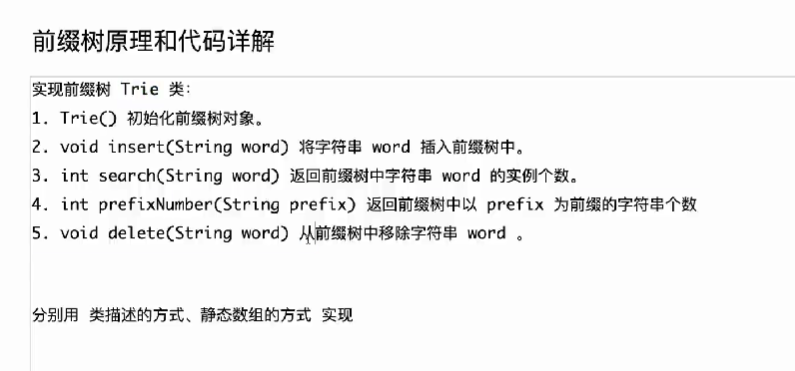 前缀树原理和代码详解
实现前缀树 Trie 类：
1. Trie() 初始化前缀树对象。
2. void insert(String word) 将字符串 word 插入前缀树中。
3. int search(String word) 返回前缀树中字符串 word 的实例个数。
4. int prefixNumber(String prefix) 返回前缀树中以 prefix 为前缀的字符串个数
5. void delete(String word) 从前缀树中移除字符串 word 。
分别用 类描述的方式、静态数组的方式 实现